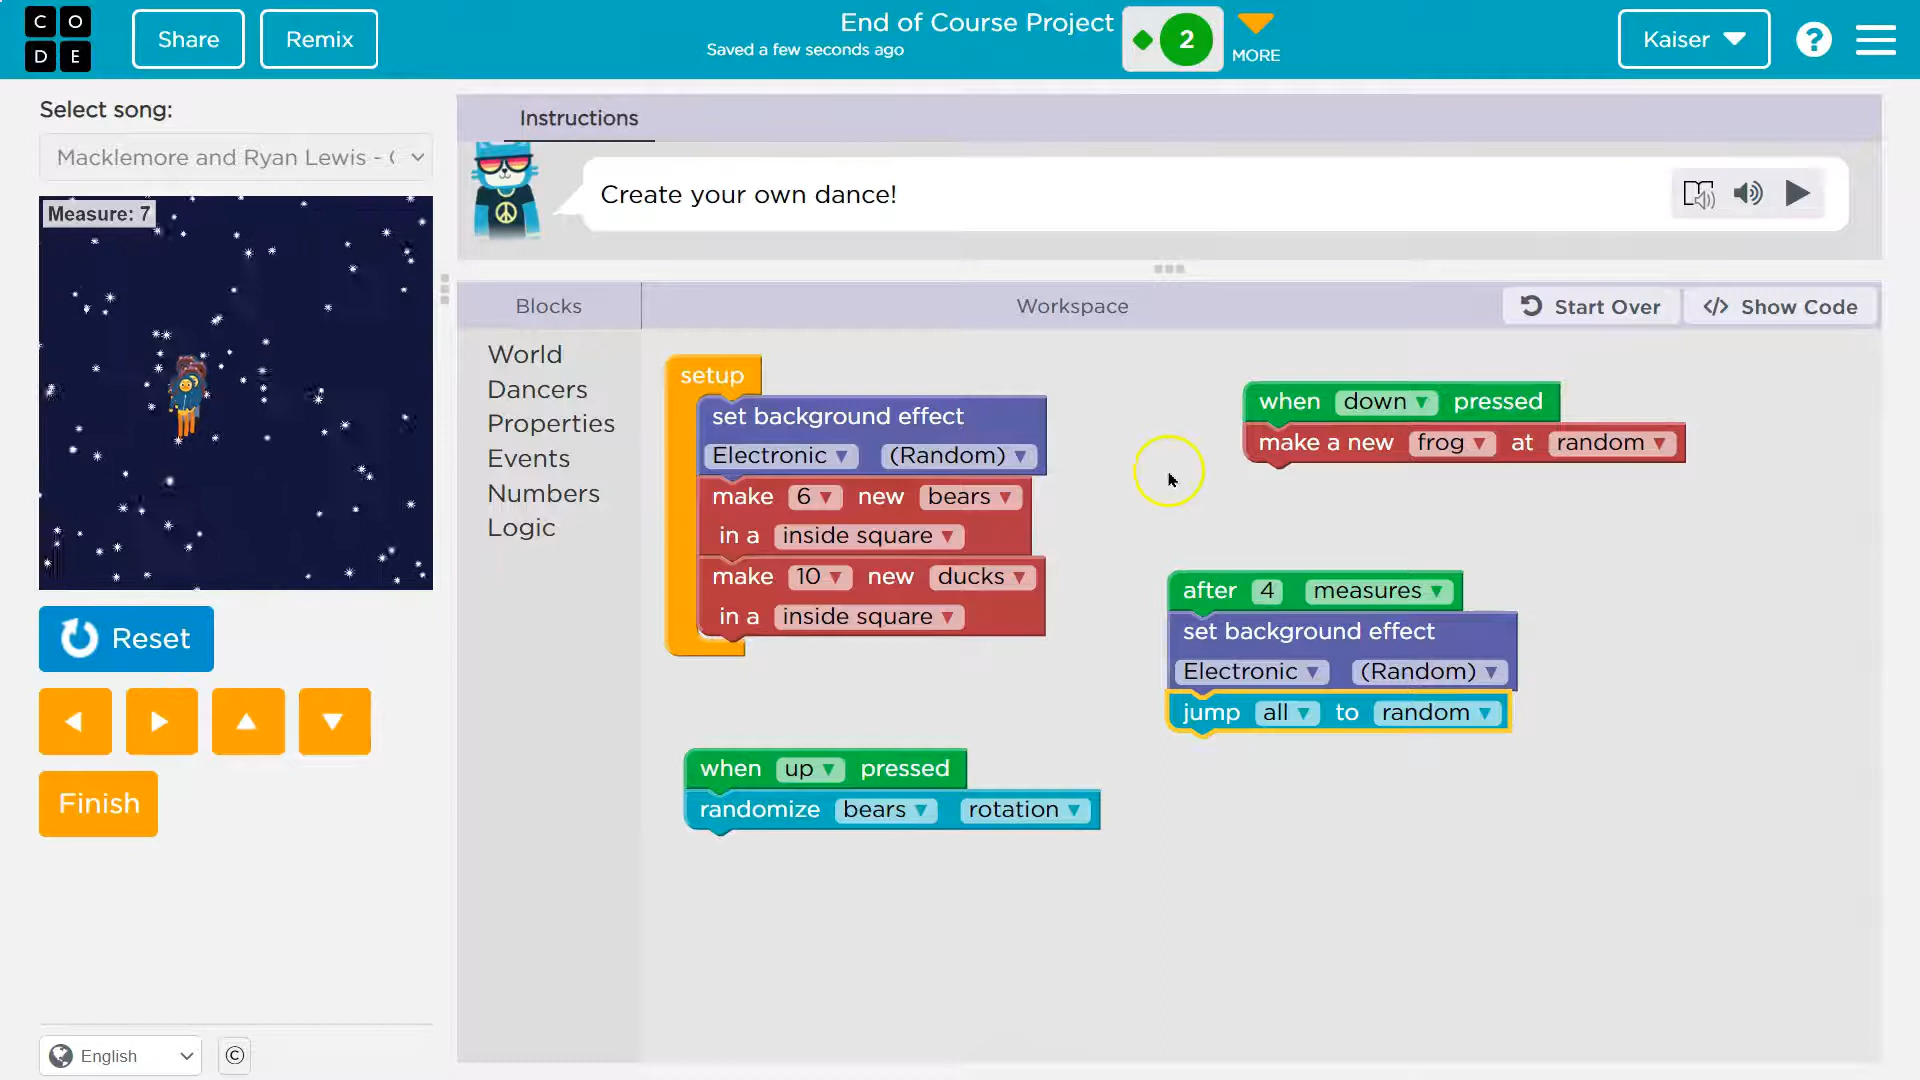 C O
D E
Share
Remix
End of Course Project
Saved a few seconds ago
2
MORE
Kaiser
?
Select song:
Macklemore and Ryan Lewis - (
Measure: 7
Instructions
Create your own dance!
Blocks
Workspace
Start Over
</> Show Code
World
Dancers
Properties
Events
Numbers
Logic
setup
set background effect
Electronic (Random)
make 6 new bears
in a inside square
make 10 new ducks
in a inside square
when down pressed
make a new frog at random
after 4 measures
set background effect
Electronic (Random)
jump all to random
when up pressed
randomize bears rotation
Reset
Finish
English
©